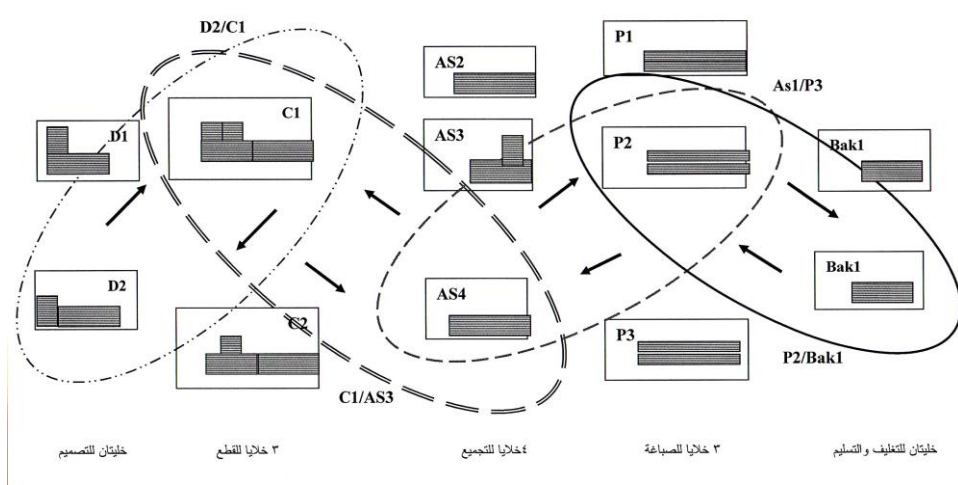 D2/C1
P1
AS2
As1/P3
C1
AS3
P2
Bak1
D1
D2
AS4
Bak1
C2
P3
P2/Bak1
C1/AS3
خليتان للتصميم
٣ خلايا للقطع
٤خلايا للتجميع
٣ خلايا للصباغة
خليتان للتغليف والتسليم